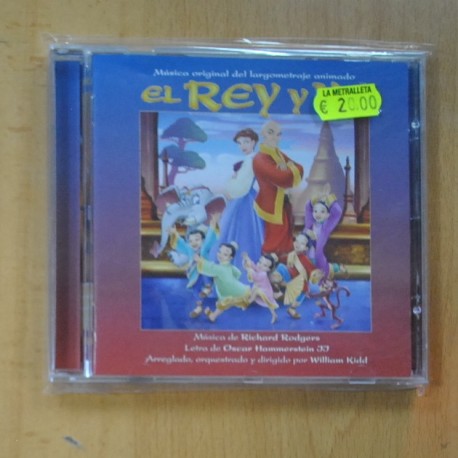 Música original del largometraje animado
EL REY Y
LA METRALLETA
€ 20.00
Música de Richard Rodgers
Letra de Oscar Hammerstein II
Arreglado, orquestado y dirigido por William Kidd